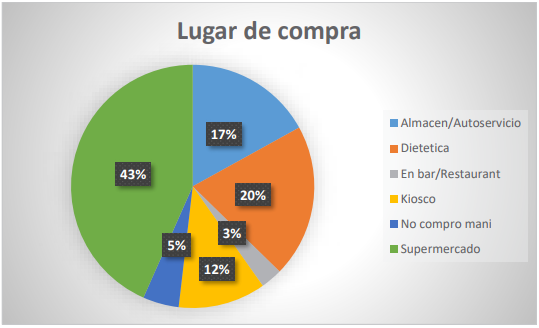 Lugar de compra
17%
20%
3%
12%
5%
43%
Almacen/Autoservicio
Dietetica
En bar/Restaurant
Kiosco
No compro mani
Supermercado